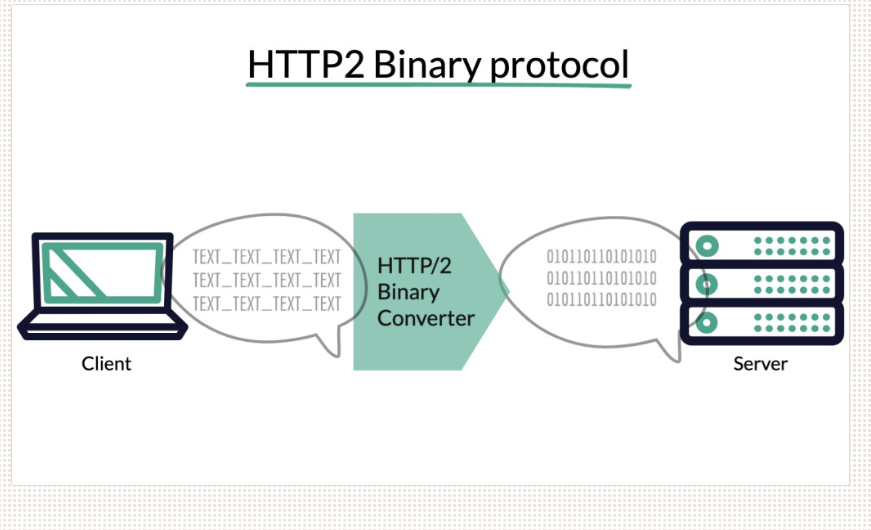 HTTP2 Binary protocol
TEXT_TEXT_TEXT_TEXT
TEXT_TEXT_TEXT_TEXT
TEXT_TEXT_TEXT_TEXT
HTTP/2
Binary
Converter
010110110101010
010110110101010
010110110101010
Client
Server